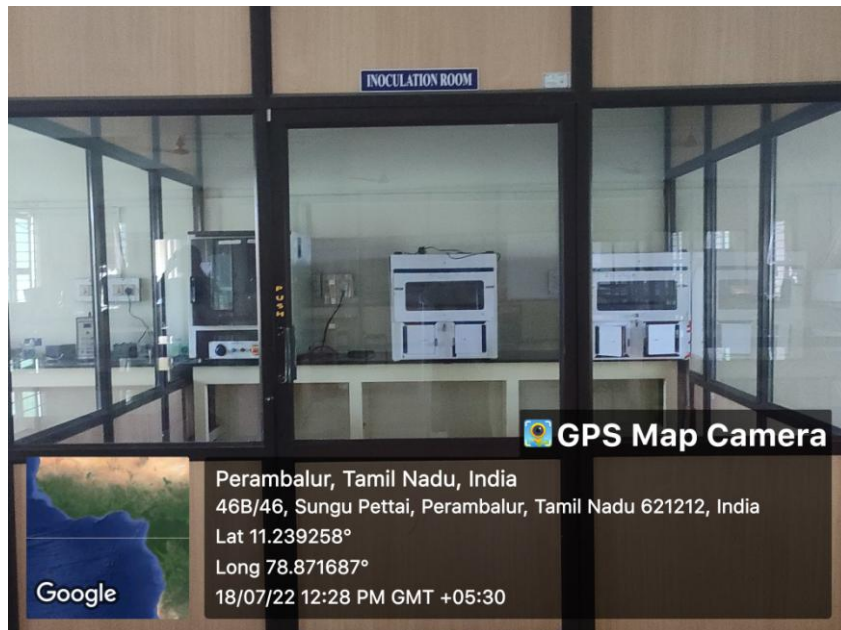 INOCULATION ROOM
PUSH
GPS Map Camera
Perambalur, Tamil Nadu, India
46B/46, Sungu Pettai, Perambalur, Tamil Nadu 621212, India
Lat 11.239258°
Long 78.871687°
18/07/22 12:28 PM GMT +05:30
Google